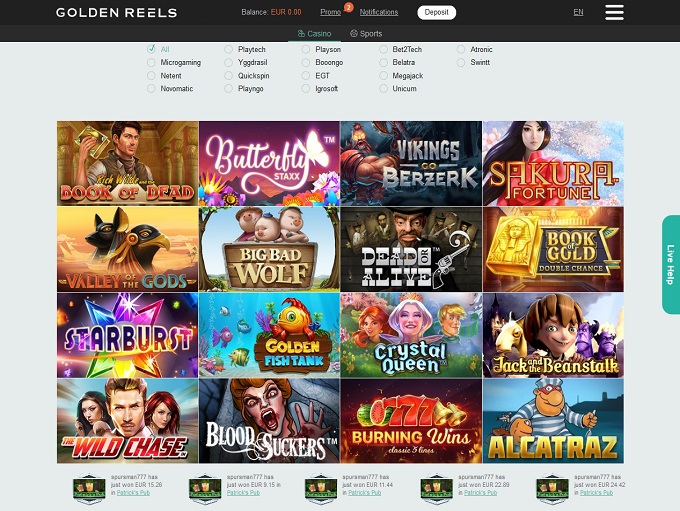 GOLDEN REELS
Balance: EUR 0.00
Promo
2
Notifications
Deposit
EN
Casino
Sports
All
Playtech
Playson
Bet2Tech
Atronic
Microgaming
Yggdrasil
Booongo
Belatra
Swintt
Netent
Quickspin
EGT
Megajack
Novomatic
Playngo
Igrosoft
Unicum
Rich Wilde and the
BOOK OF DEAD
Butterfly™
STAXX
VIKINGS
GO
BERZERK
SAKURA
FORTUNE
VALLEY OF THE GODS
BIG BAD
WOLF
DEAD OR
ALIVE
BOOK
OF
GOLD
DOUBLE CHANCE
STARBURST
GOLDEN
FISH TANK
Crystal
Queen™
Jack and
the Beanstalk
THE WILD CHASE™
BLOOD SUCKERS™
777
BURNING WINS
classic 5 lines
ALCATRAZ
Live Help
spursman777 has
just won EUR 15.26
in Patrick's Pub
spursman777 has
just won EUR 9.15 in
Patrick's Pub
spursman777 has
just won EUR 11.44
in Patrick's Pub
spursman777 has
just won EUR 22.89
in Patrick's Pub
spursman777 has
just won EUR 24.42
in Patrick's Pub